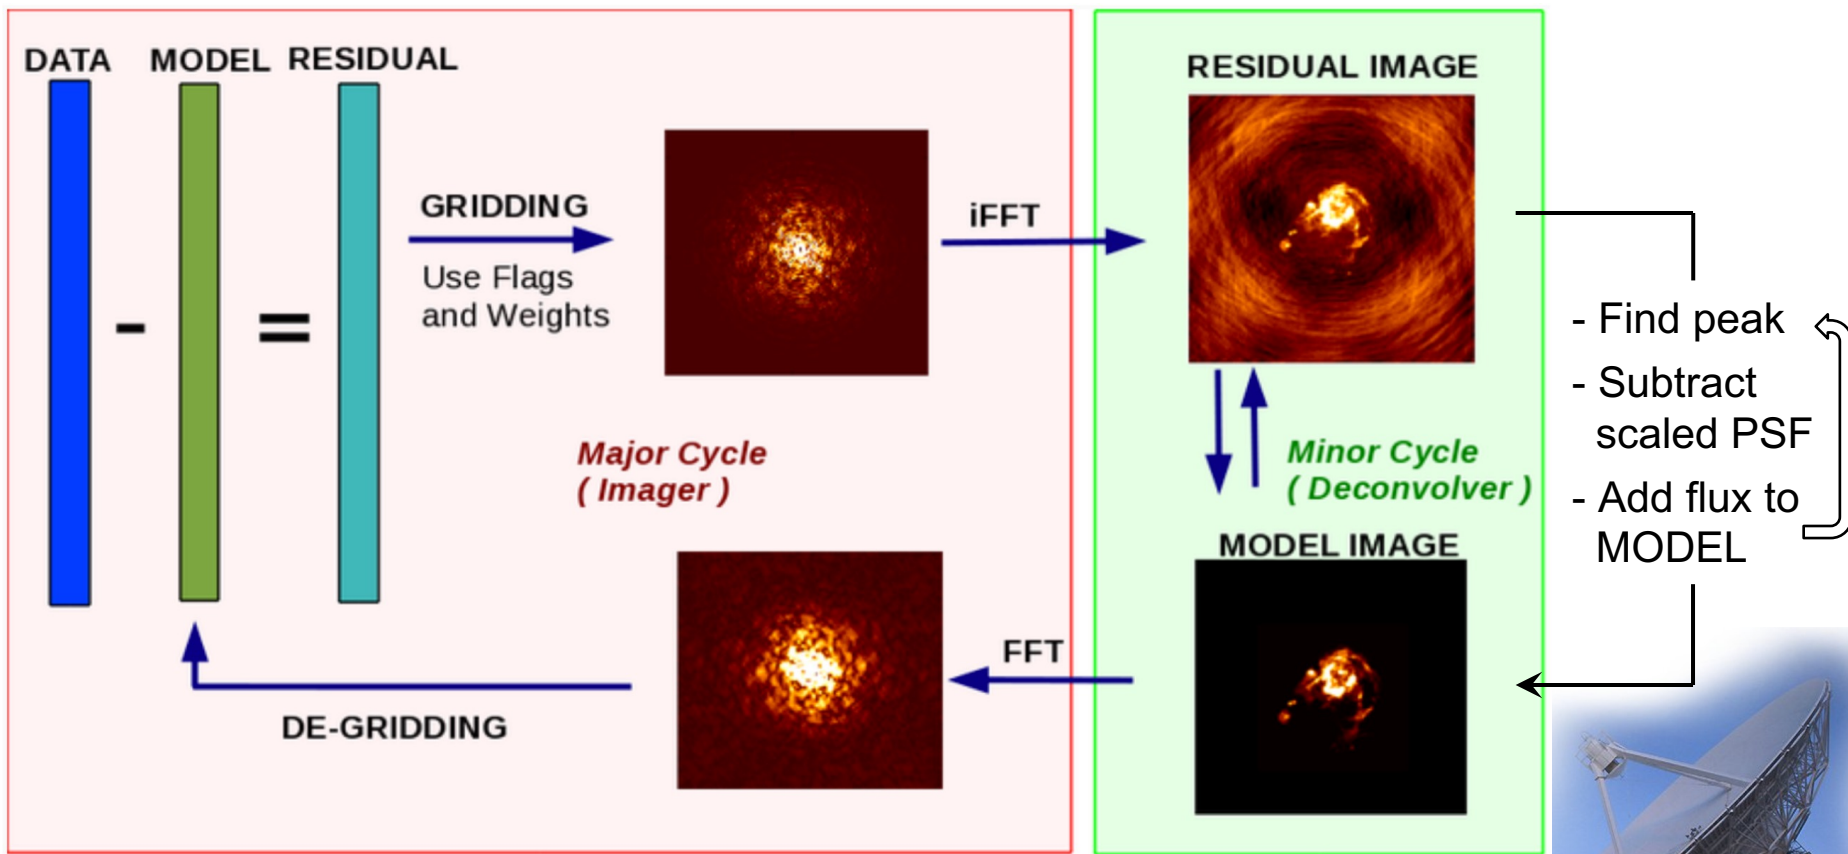 DATA MODEL RESIDUAL
-
=
GRIDDING
Use Flags
and Weights
iFFT
RESIDUAL IMAGE
Major Cycle
( Imager )
Minor Cycle
( Deconvolver )
MODEL IMAGE
FFT
DE-GRIDDING
- Find peak
- Subtract
scaled PSF
- Add flux to
MODEL